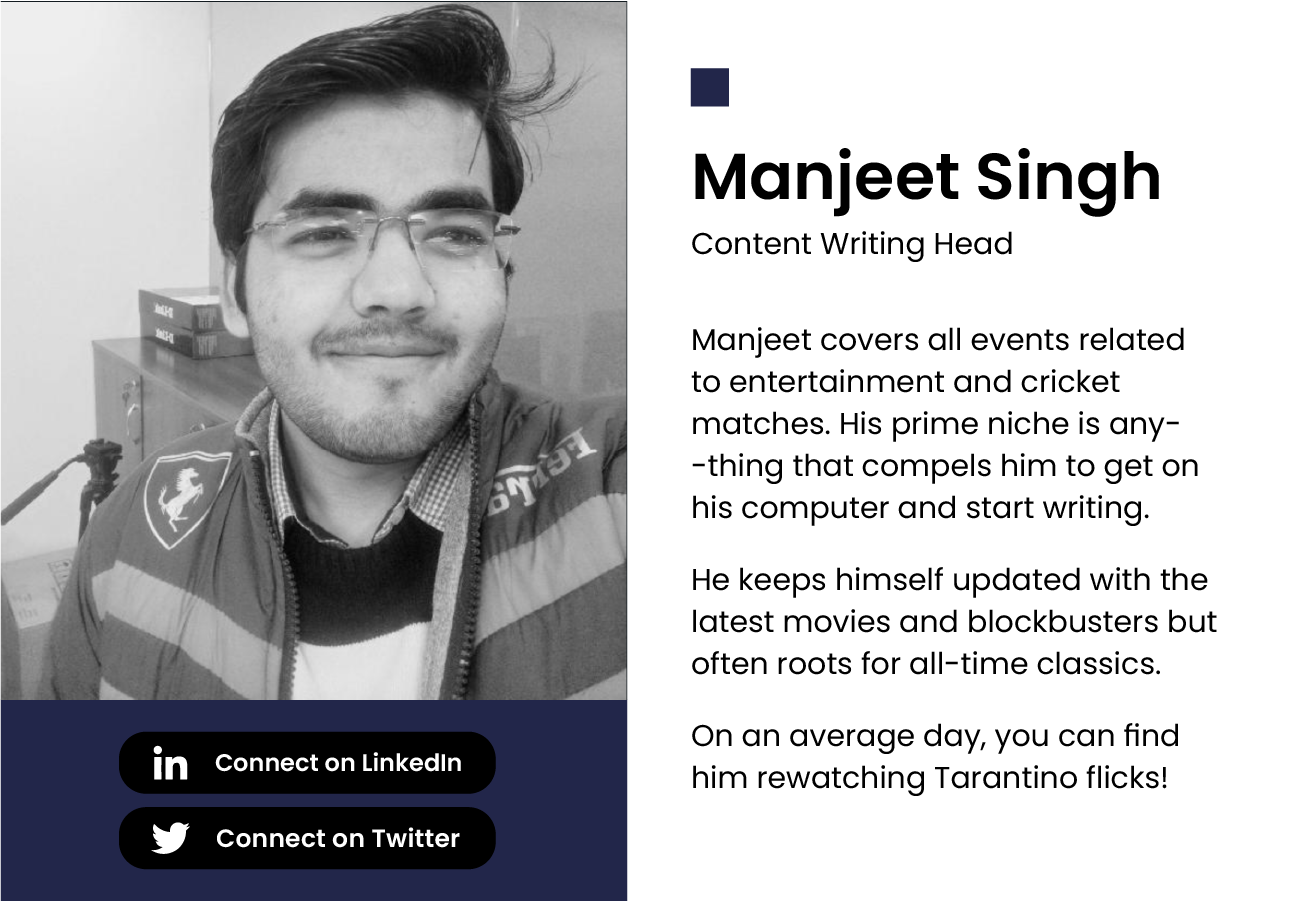 Manjeet Singh
Content Writing Head
Manjeet covers all events related
to entertainment and cricket
matches. His prime niche is any-
-thing that compels him to get on
his computer and start writing.
He keeps himself updated with the
latest movies and blockbusters but
often roots for all-time classics.
On an average day, you can find
him rewatching Tarantino flicks!
Ferrari
in Connect on LinkedIn
Connect on Twitter